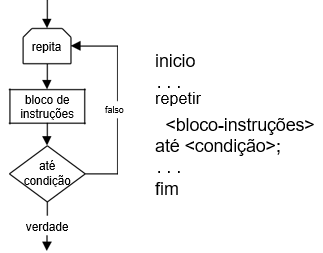 repita
bloco de
instruções
falso
até
condição
verdade
inicio
. . .
repetir
<bloco-instruções>
até <condição>;
. . .
fim